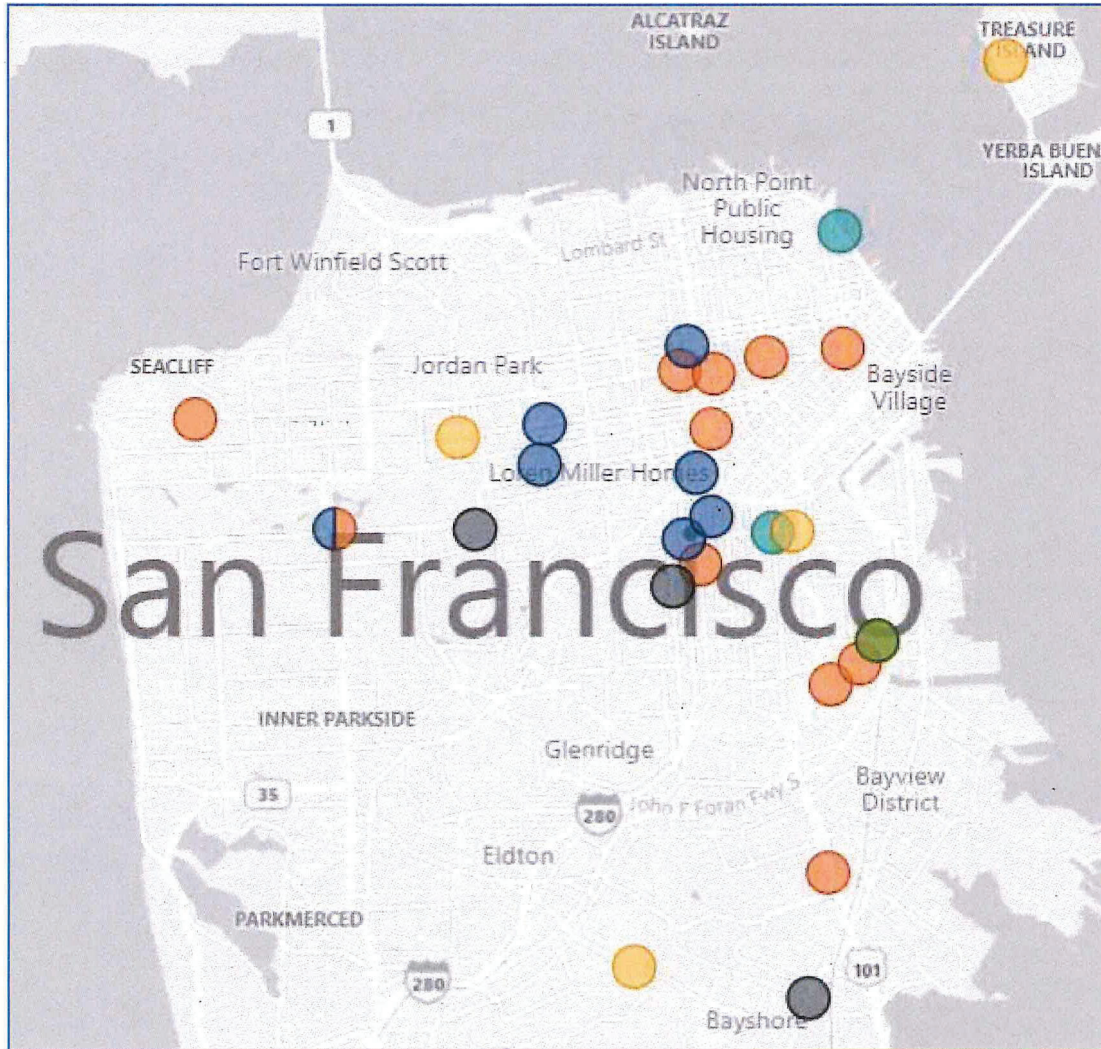 ALCATRAZ
ISLAND
TREASURE
ISLAND
1
YERBA BUEN
ISLAND
North Point
Public
Housing
Lombard St
Fort Winfield Scott
SEACLIFF
Jordan Park
Bayside
Village
Loren Miller Homes
San Francisco
INNER PARKSIDE
Glenridge
35
Bayview
District
280
John F Foran Fwy S
Eldton
PARKMERCED
280
101
Bayshore